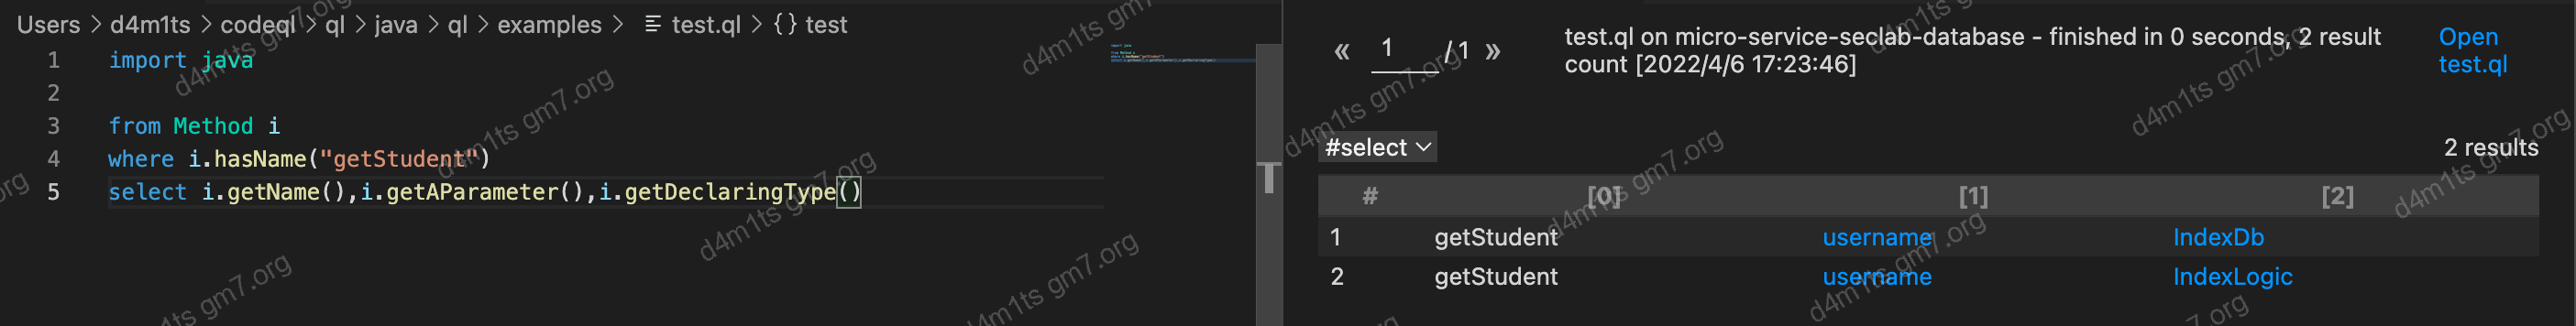 Users > d4m1ts > codeql > ql > java > ql > examples > test.ql > {} test
1 import java
2
3 from Method i
4 where i.hasName("getStudent")
5 select i.getName(),i.getAParameter(),i.getDeclaringType()
« 1 / 1 »
test.ql on micro-service-seclab-database - finished in 0 seconds, 2 result
count [2022/4/6 17:23:46]
Open
test.ql
#select
2 results
# [0] [1] [2]
1 getStudent username IndexDb
2 getStudent username IndexLogic
d4m1ts gm7.org